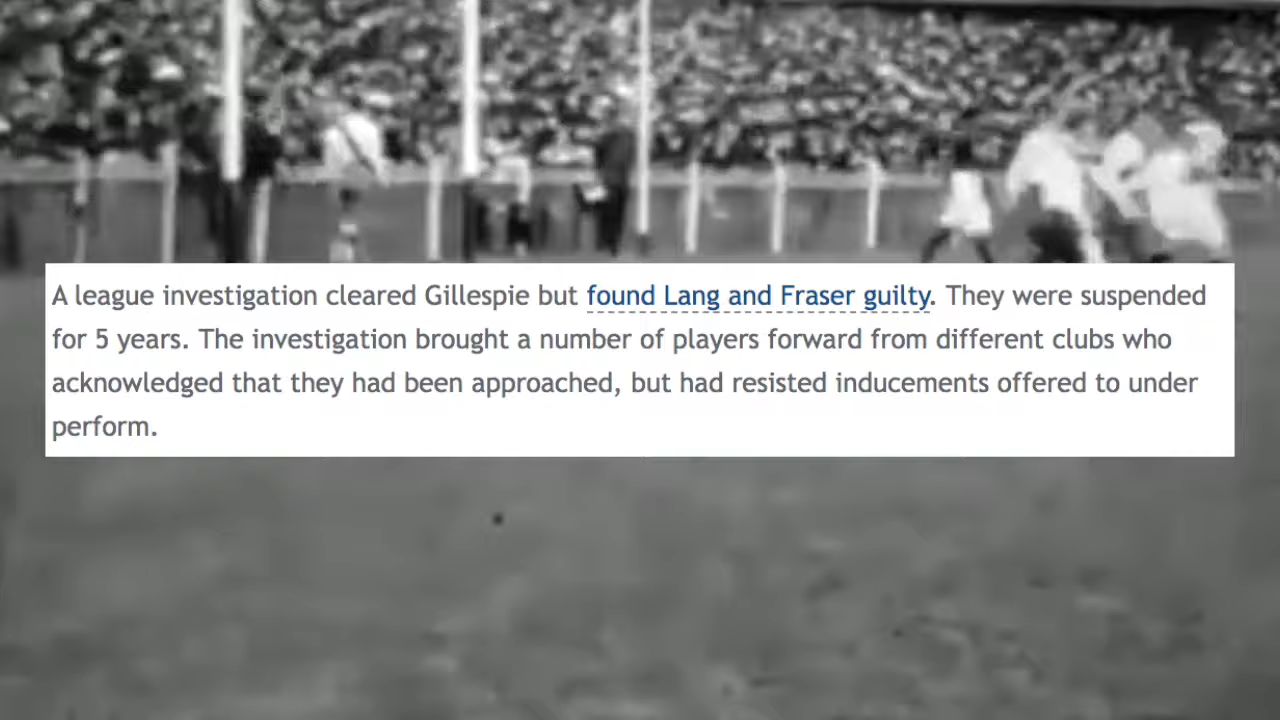 A league investigation cleared Gillespie but found Lang and Fraser guilty. They were suspended
for 5 years. The investigation brought a number of players forward from different clubs who
acknowledged that they had been approached, but had resisted inducements offered to under
perform.